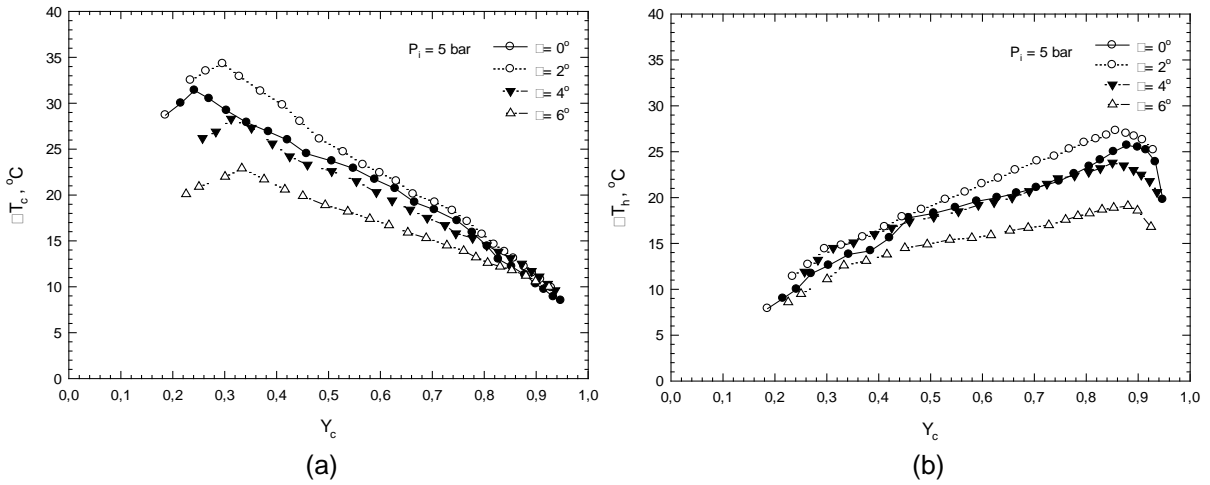 40
35
30
25
20
15
10
5
0
□T_c, °C
P_i = 5 bar
□= 0°
□= 2°
□= 4°
□= 6°
0,0 0,1 0,2 0,3 0,4 0,5 0,6 0,7 0,8 0,9 1,0
Y_c
(a)
40
35
30
25
20
15
10
5
0
□T_h, °C
P_i = 5 bar
□= 0°
□= 2°
□= 4°
□= 6°
0,0 0,1 0,2 0,3 0,4 0,5 0,6 0,7 0,8 0,9 1,0
Y_c
(b)